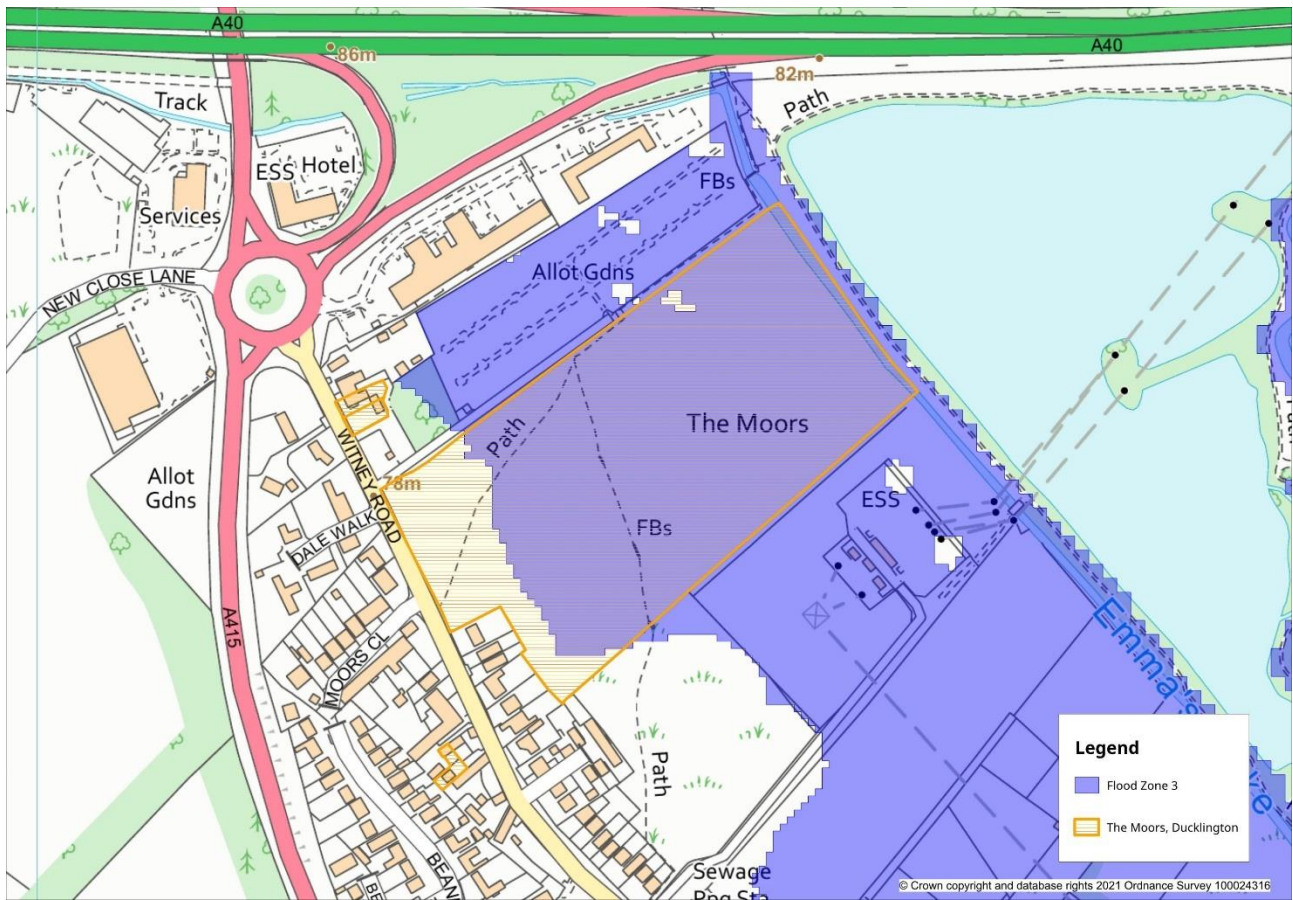 A40
A40
86m
82m
Track
Path
ESS
Hotel
FBs
Services
Allot Gdns
NEW CLOSE LANE
The Moors
Path
Allot
Gdns
78m
WITNEY ROAD
DALE WALK
ESS
FBs
A415
MOORS CL
Emma's
Path
Legend
Flood Zone 3
The Moors, Ducklington
Sewage
Ppg Sta
© Crown copyright and database rights 2021 Ordnance Survey 100024316